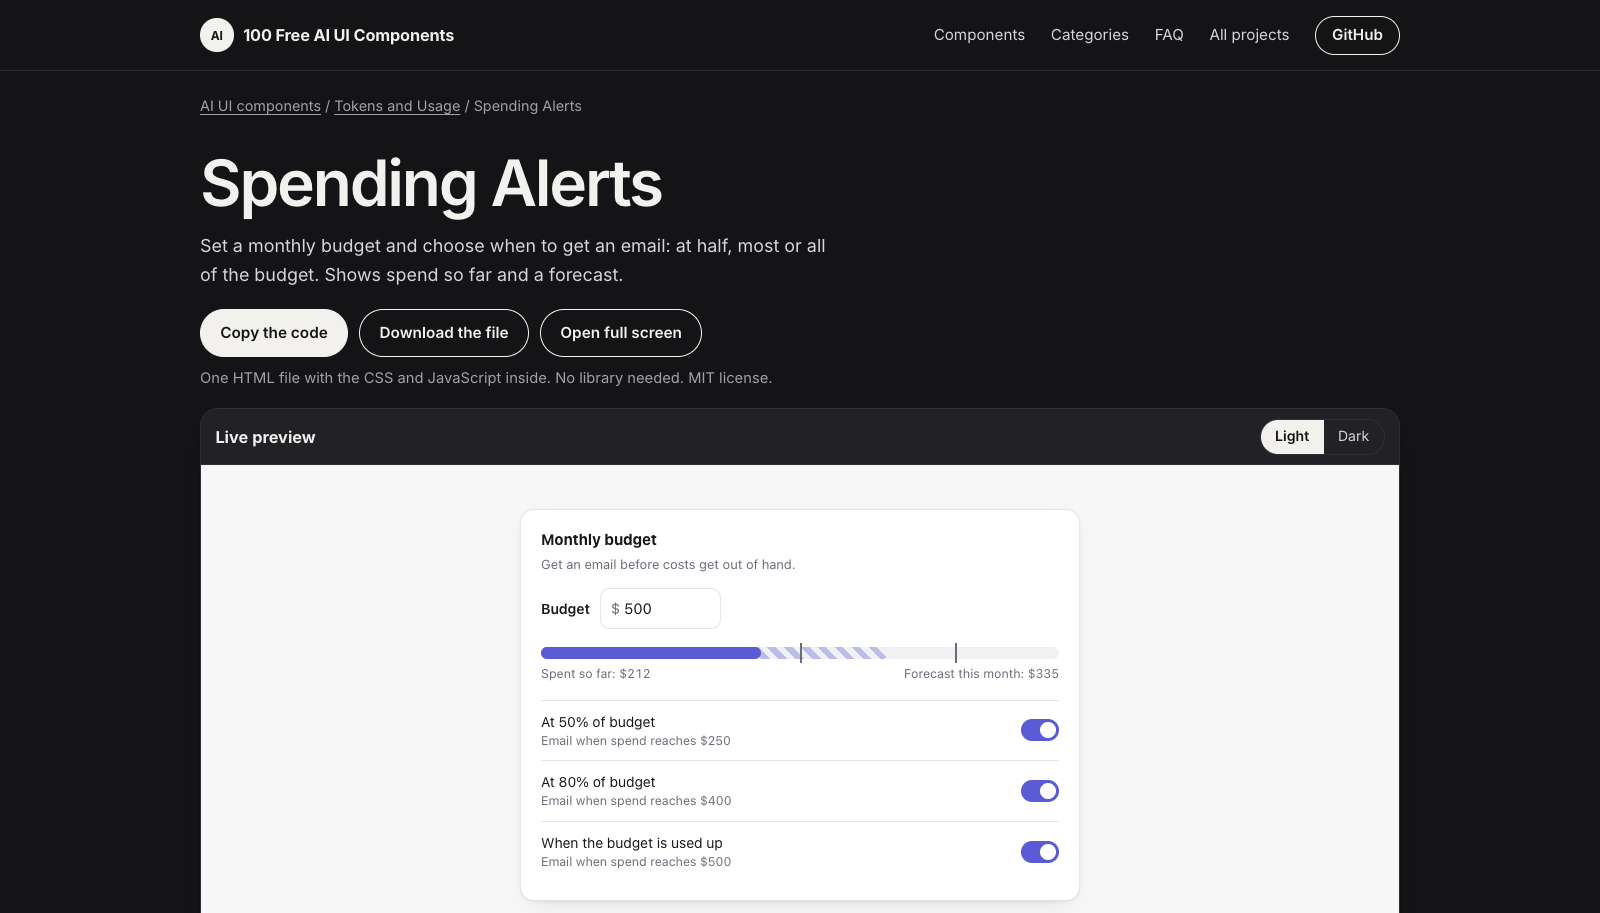 AI
100 Free AI UI Components
Components
Categories
FAQ
All projects
GitHub
AI UI components / Tokens and Usage / Spending Alerts
Spending Alerts
Set a monthly budget and choose when to get an email: at half, most or all
of the budget. Shows spend so far and a forecast.
Copy the code
Download the file
Open full screen
One HTML file with the CSS and JavaScript inside. No library needed. MIT license.
Live preview
Light
Dark
Monthly budget
Get an email before costs get out of hand.
Budget
$ 500
Spent so far: $212
Forecast this month: $335
At 50% of budget
Email when spend reaches $250
At 80% of budget
Email when spend reaches $400
When the budget is used up
Email when spend reaches $500